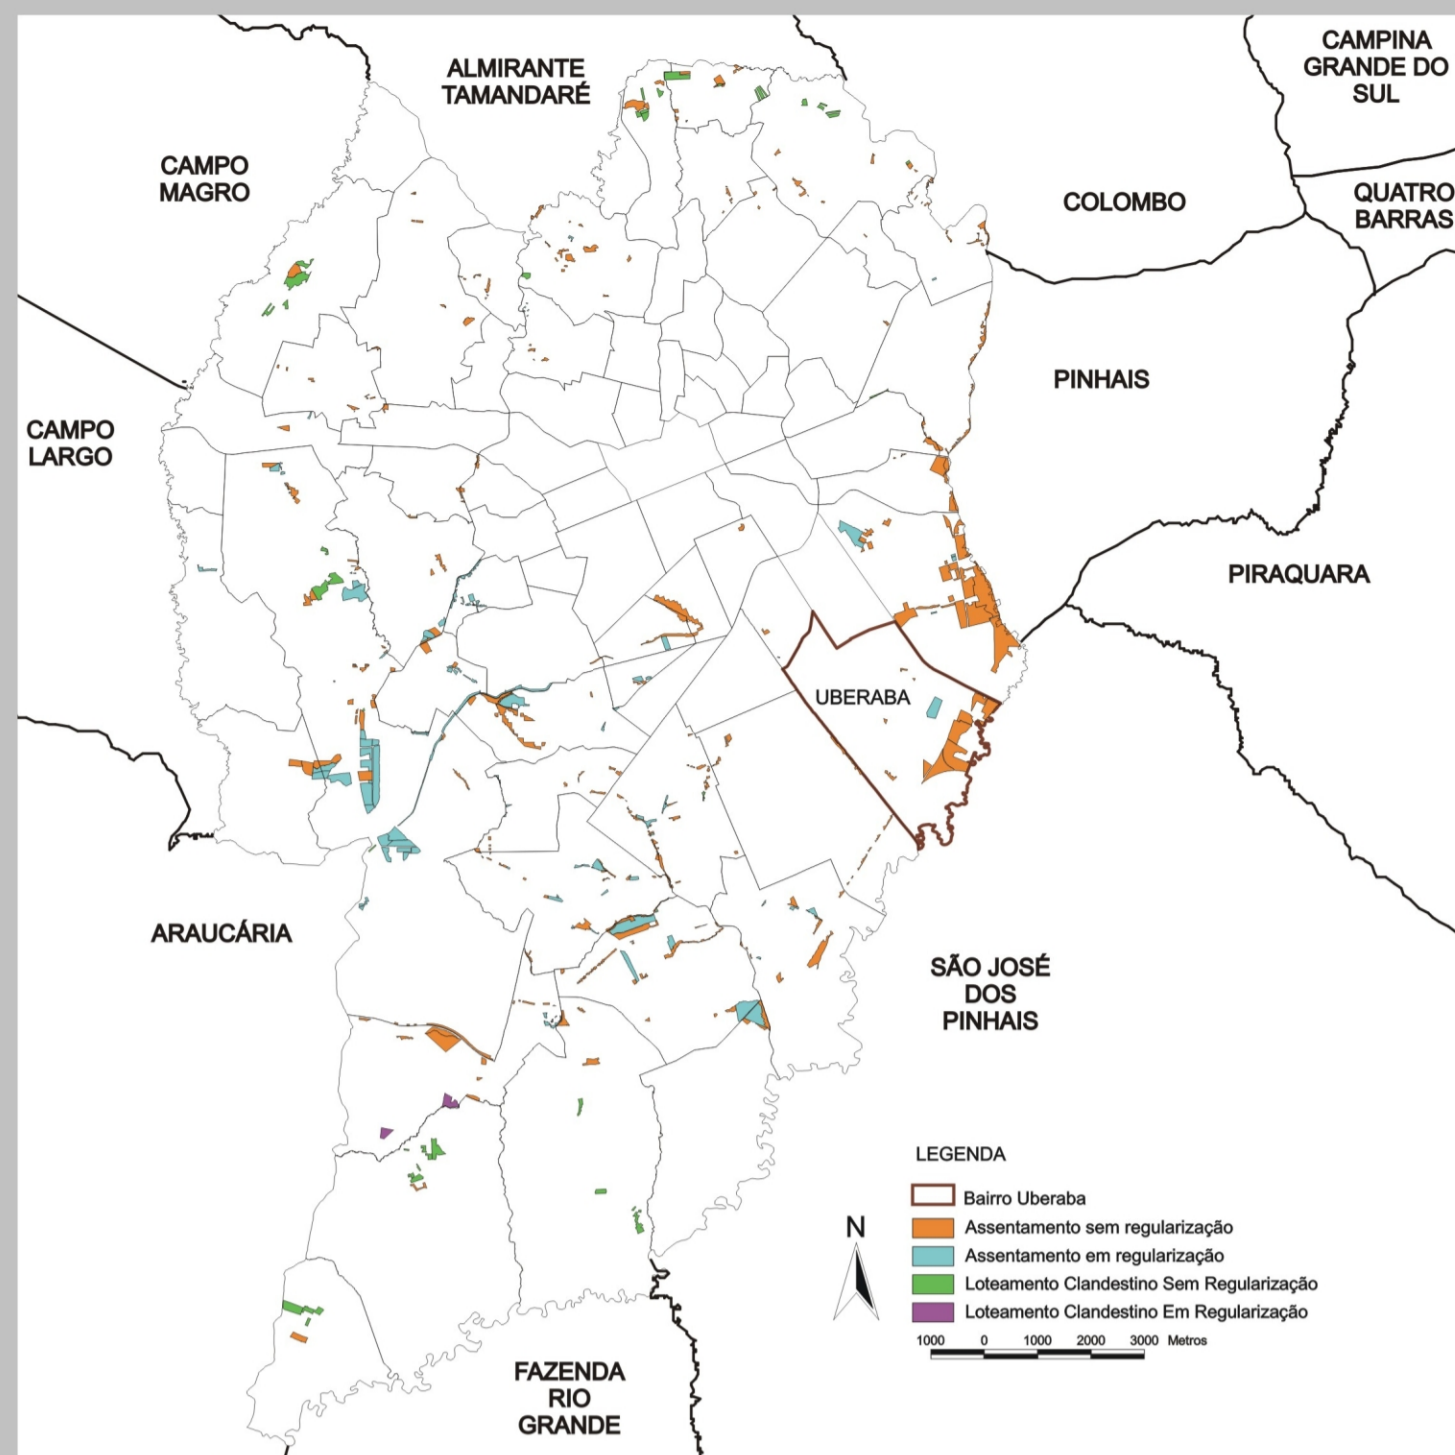 CAMPINA
GRANDE DO
SUL
ALMIRANTE
TAMANDARÉ
CAMPO
MAGRO
COLOMBO
QUATRO
BARRAS
PINHAIS
CAMPO
LARGO
PIRAQUARA
UBERABA
ARAUCÁRIA
SÃO JOSÉ
DOS
PINHAIS
LEGENDA
Bairro Uberaba
Assentamento sem regularização
Assentamento em regularização
Loteamento Clandestino Sem Regularização
Loteamento Clandestino Em Regularização
N
1000 0 1000 2000 3000 Metros
FAZENDA
RIO
GRANDE